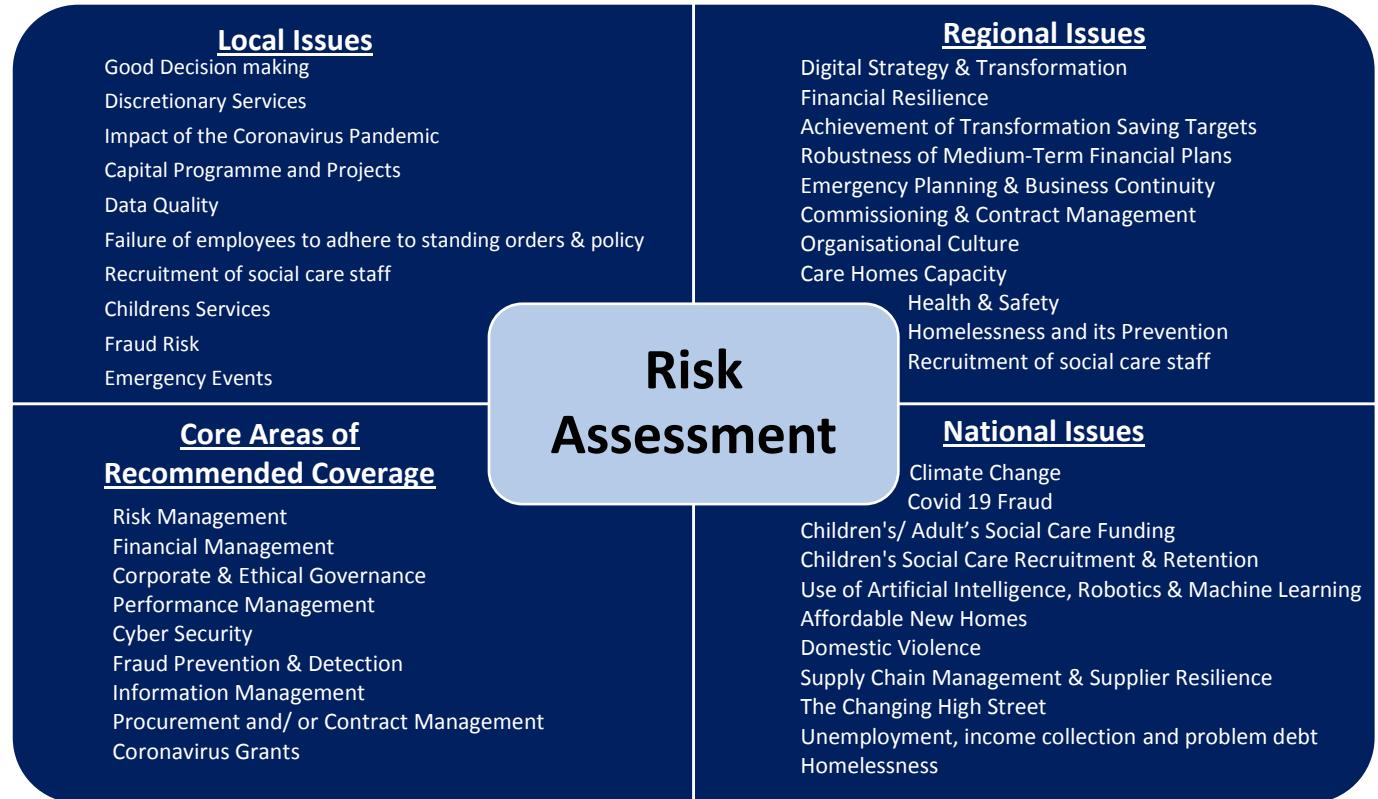 Local Issues
Good Decision making
Discretionary Services
Impact of the Coronavirus Pandemic
Capital Programme and Projects
Data Quality
Failure of employees to adhere to standing orders & policy
Recruitment of social care staff
Childrens Services
Fraud Risk
Emergency Events
Regional Issues
Digital Strategy & Transformation
Financial Resilience
Achievement of Transformation Saving Targets
Robustness of Medium-Term Financial Plans
Emergency Planning & Business Continuity
Commissioning & Contract Management
Organisational Culture
Care Homes Capacity
Health & Safety
Homelessness and its Prevention
Recruitment of social care staff
Risk
Assessment
Core Areas of
Recommended Coverage
Risk Management
Financial Management
Corporate & Ethical Governance
Performance Management
Cyber Security
Fraud Prevention & Detection
Information Management
Procurement and/ or Contract Management
Coronavirus Grants
National Issues
Climate Change
Covid 19 Fraud
Children's/ Adult’s Social Care Funding
Children's Social Care Recruitment & Retention
Use of Artificial Intelligence, Robotics & Machine Learning
Affordable New Homes
Domestic Violence
Supply Chain Management & Supplier Resilience
The Changing High Street
Unemployment, income collection and problem debt
Homelessness